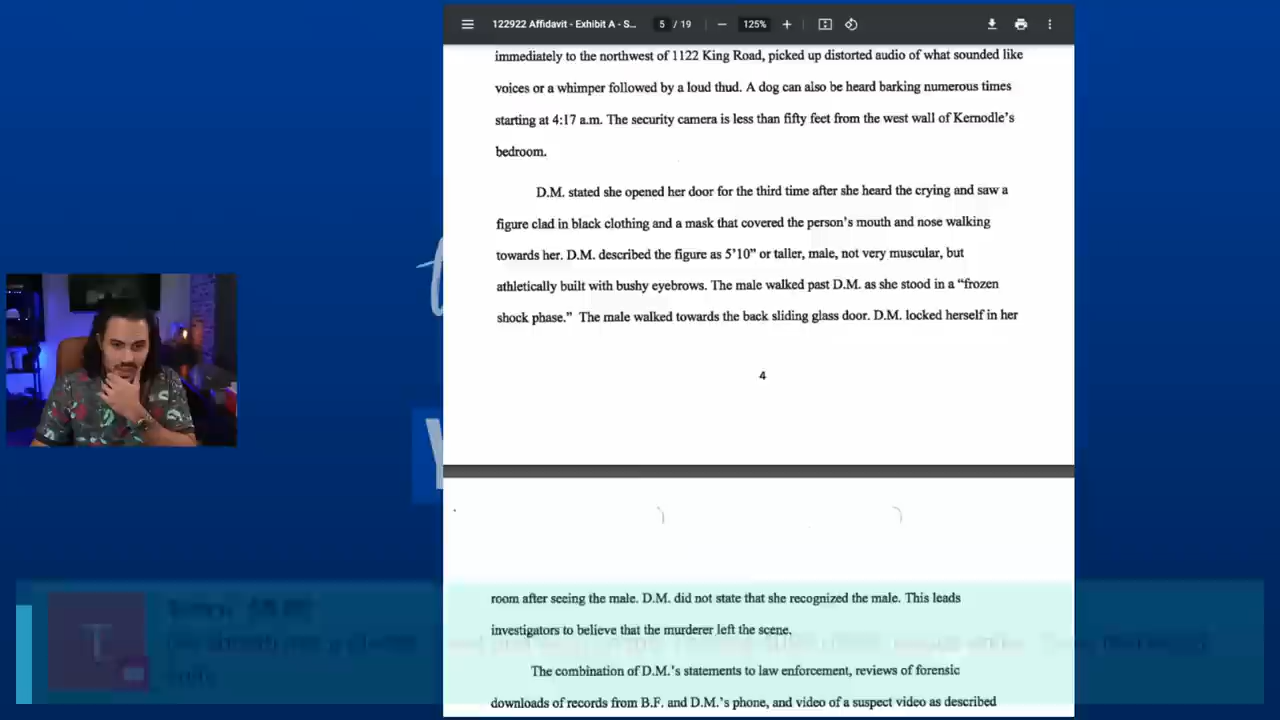 122922 Affidavit - Exhibit A - S... 5 / 19 125%
immediately to the northwest of 1122 King Road, picked up distorted audio of what sounded like
voices or a whimper followed by a loud thud. A dog can also be heard barking numerous times
starting at 4:17 a.m. The security camera is less than fifty feet from the west wall of Kernodle's
bedroom.
D.M. stated she opened her door for the third time after she heard the crying and saw a
figure clad in black clothing and a mask that covered the person's mouth and nose walking
towards her. D.M. described the figure as 5'10" or taller, male, not very muscular, but
athletically built with bushy eyebrows. The male walked past D.M. as she stood in a "frozen
shock phase." The male walked towards the back sliding glass door. D.M. locked herself in her
4
room after seeing the male. D.M. did not state that she recognized the male. This leads
investigators to believe that the murderer left the scene.
The combination of D.M.'s statements to law enforcement, reviews of forensic
downloads of records from B.F. and D.M.'s phone, and video of a suspect video as described